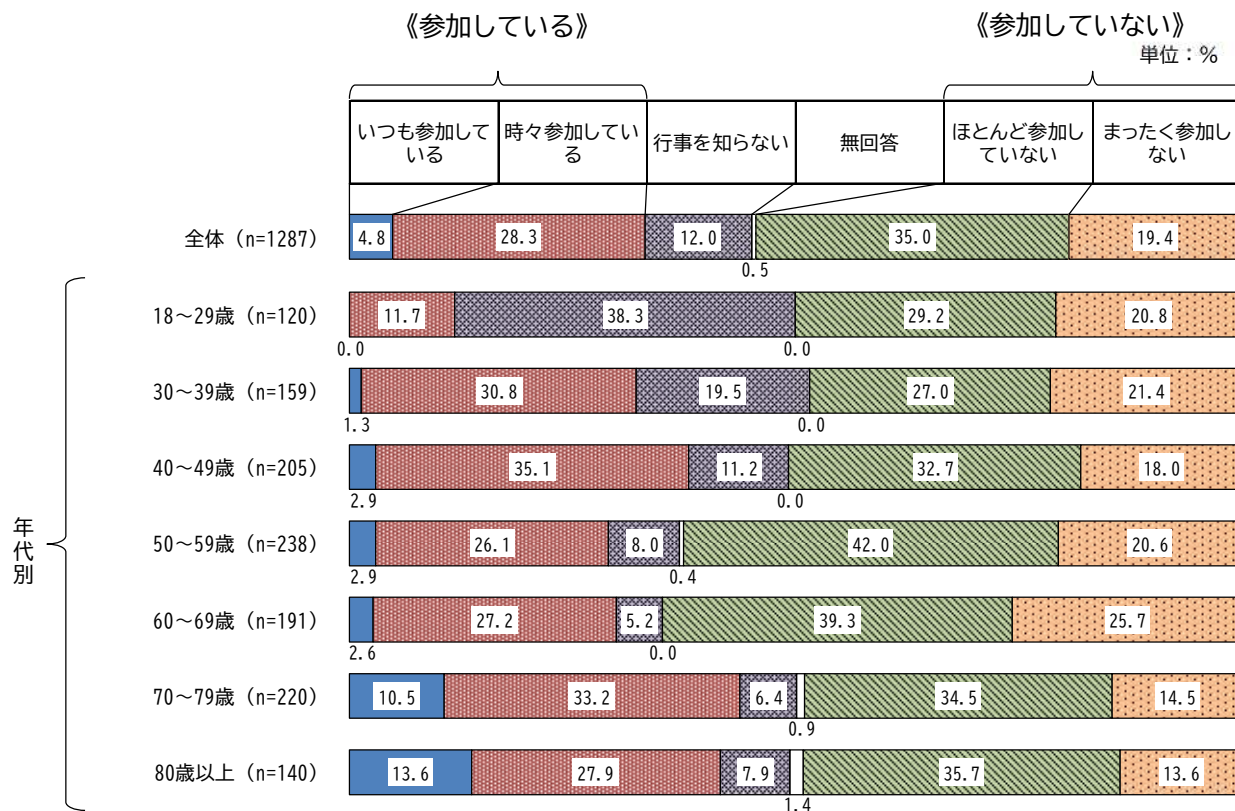 《参加している》
《参加していない》
単位：％
いつも参加して
いる
時々参加してい
る
行事を知らない
無回答
ほとんど参加し
ていない
まったく参加し
ない
全体（n=1287）
4.8
28.3
12.0
0.5
35.0
19.4
年代別
18～29歳（n=120）
0.0
11.7
38.3
0.0
29.2
20.8
30～39歳（n=159）
1.3
30.8
19.5
0.0
27.0
21.4
40～49歳（n=205）
2.9
35.1
11.2
0.0
32.7
18.0
50～59歳（n=238）
2.9
26.1
8.0
0.4
42.0
20.6
60～69歳（n=191）
2.6
27.2
5.2
0.0
39.3
25.7
70～79歳（n=220）
10.5
33.2
6.4
0.9
34.5
14.5
80歳以上（n=140）
13.6
27.9
7.9
1.4
35.7
13.6